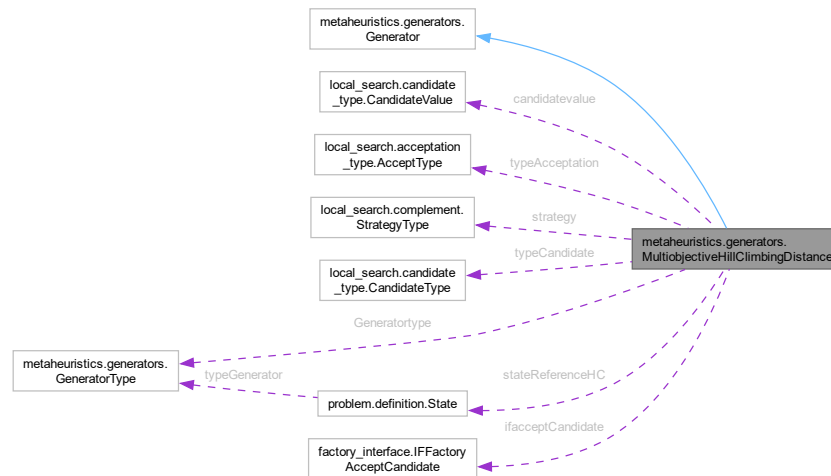 metaheuristics.generators.
Generator
local_search.candidate
_type.CandidateValue
candidatevalue
local_search.acceptation
_type.AcceptType
typeAcceptation
local_search.complement.
StrategyType
strategy
metaheuristics.generators.
MultiobjectiveHillClimbingDistance
local_search.candidate
_type.CandidateType
typeCandidate
Generatortype
metaheuristics.generators.
GeneratorType
typeGenerator
problem.definition.State
stateReferenceHC
factory_interface.IFFactory
AcceptCandidate
ifacceptCandidate